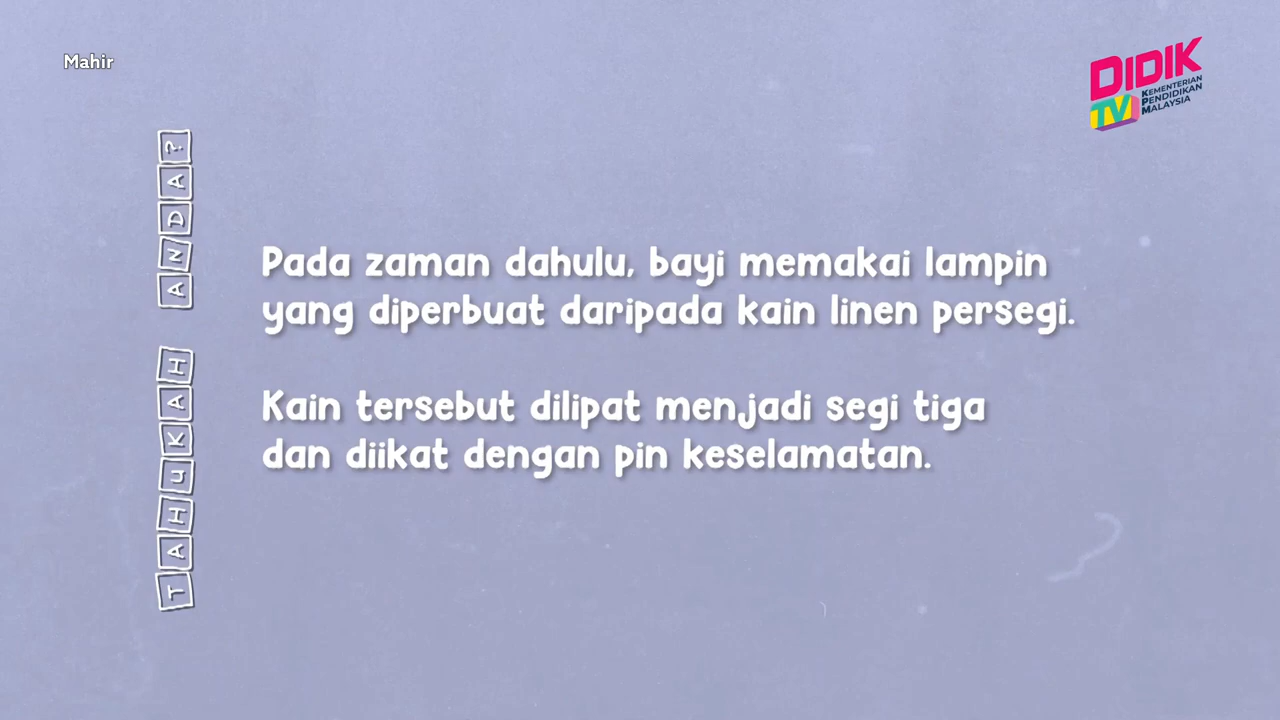 Mahir
DIDIK
TV
KEMENTERIAN
PENDIDIKAN
MALAYSIA
TAHUKAH ANDA?
Pada zaman dahulu, bayi memakai lampin
yang diperbuat daripada kain linen persegi.
Kain tersebut dilipat menjadi segi tiga
dan diikat dengan pin keselamatan.